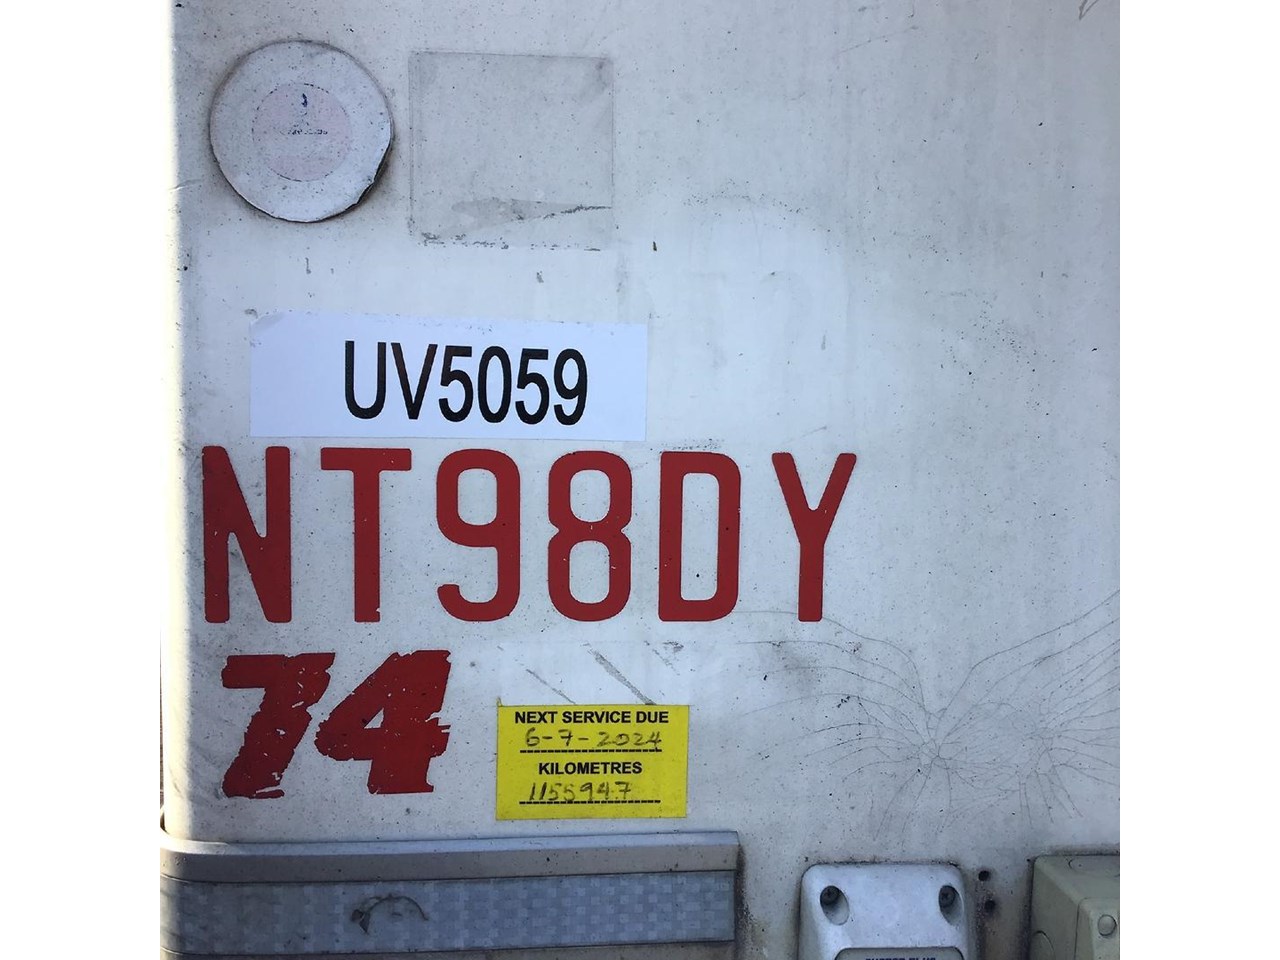 UV5059
NT98DY
74
NEXT SERVICE DUE
6-7-2024
KILOMETRES
1155947